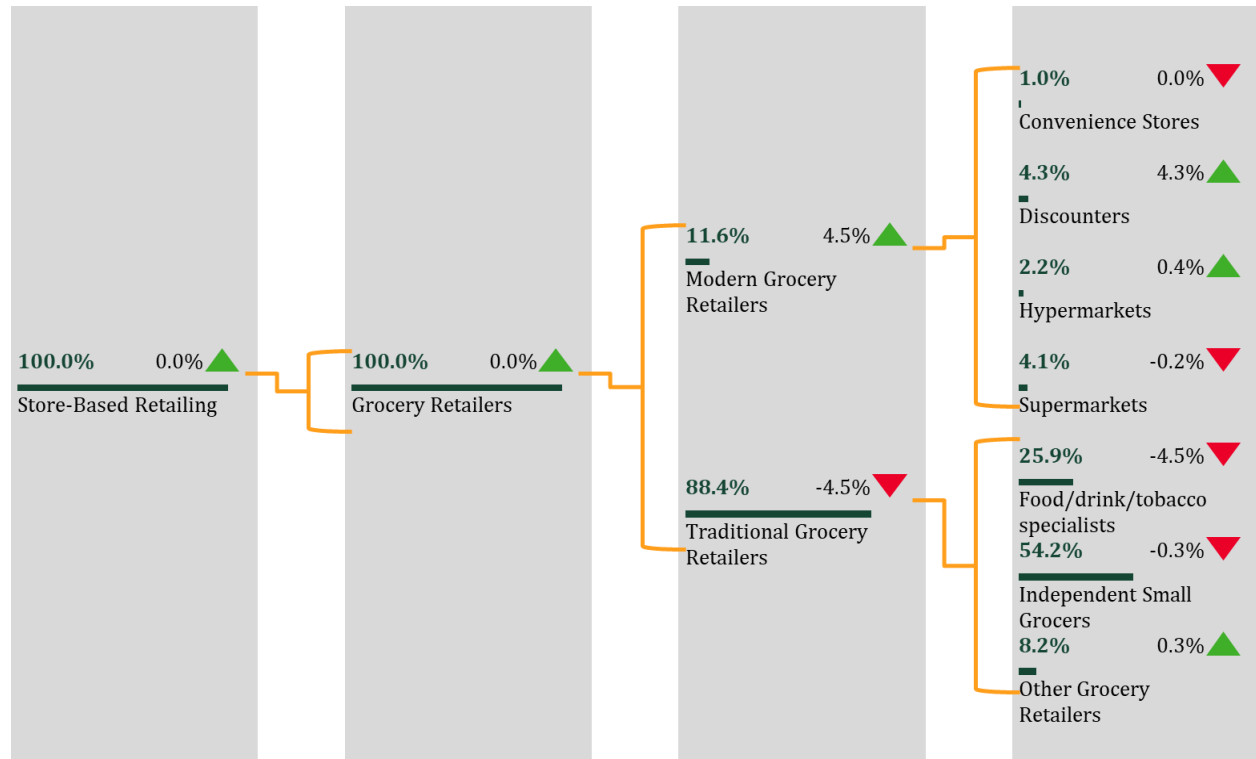 100.0% 0.0%
Store-Based Retailing
100.0% 0.0%
Grocery Retailers
11.6% 4.5%
Modern Grocery
Retailers
88.4% -4.5%
Traditional Grocery
Retailers
1.0% 0.0%
Convenience Stores
4.3% 4.3%
Discounters
2.2% 0.4%
Hypermarkets
4.1% -0.2%
Supermarkets
25.9% -4.5%
Food/drink/tobacco
specialists
54.2% -0.3%
Independent Small
Grocers
8.2% 0.3%
Other Grocery
Retailers